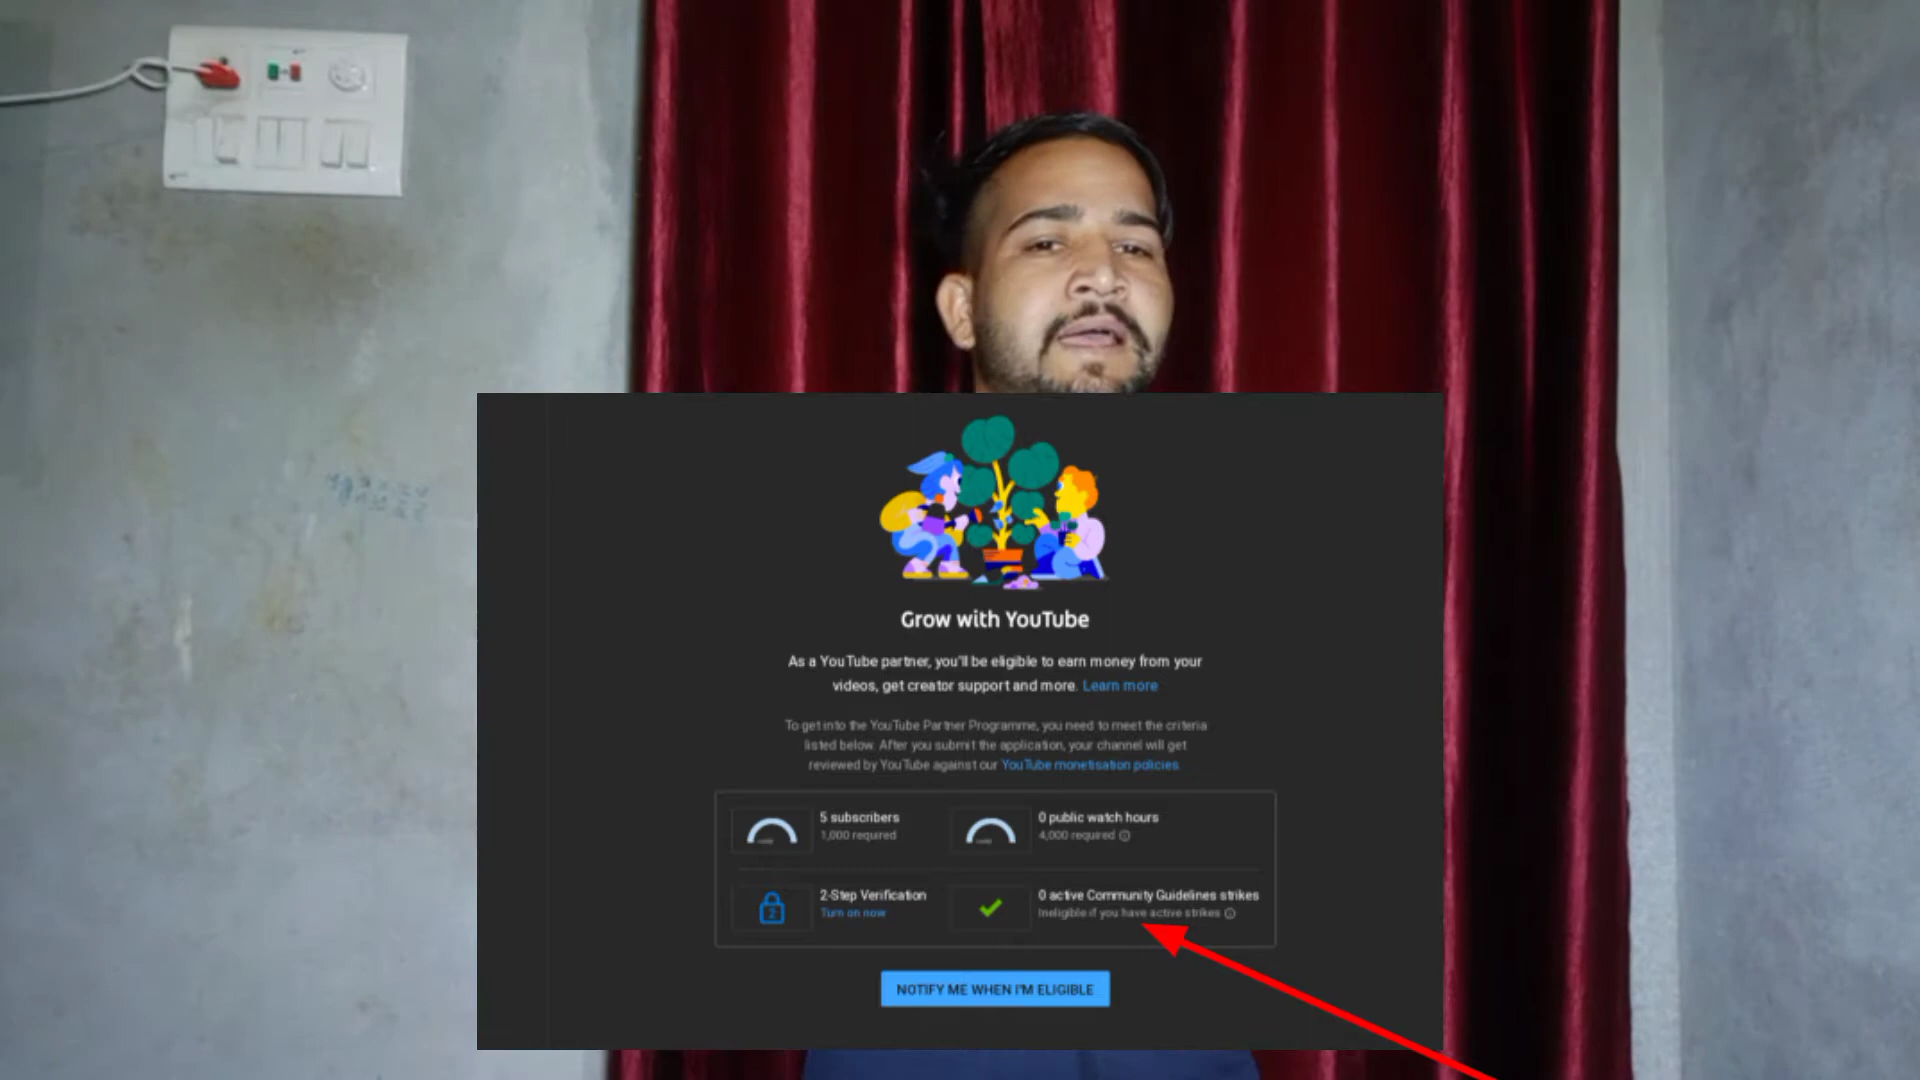 Grow with YouTube
As a YouTube partner, you'll be eligible to earn money from your
videos, get creator support and more. Learn more
To get into the YouTube Partner Programme, you need to meet the criteria
listed below. After you submit the application, your channel will get
reviewed by YouTube against our YouTube monetisation policies.
5 subscribers
1,000 required
0 public watch hours
4,000 required
2-Step Verification
Turn on now
2
0 active Community Guidelines strikes
Ineligible if you have active strikes
NOTIFY ME WHEN I'M ELIGIBLE